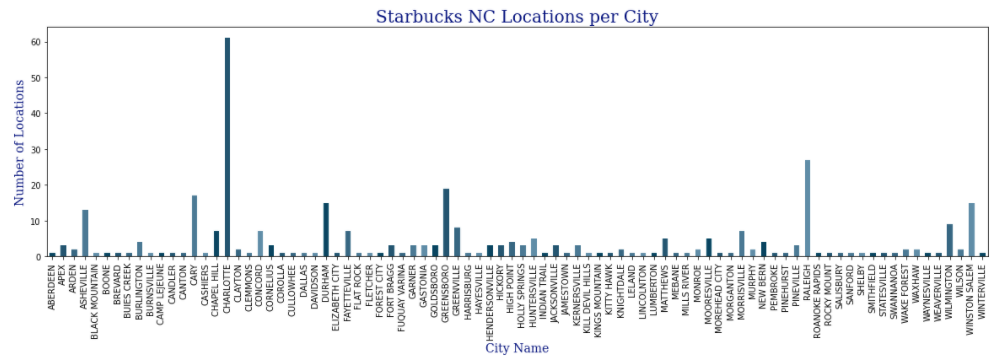 Starbucks NC Locations per City
Number of Locations
60
50
40
30
20
10
0
ABERDEEN
APEX
ARDEN
ASHEVILLE
BLACK MOUNTAIN
BOONE
BREVARD
BUIES CREEK
BURLINGTON
BURNSVILLE
CAMP LEJEUNE
CANDLER
CANTON
CARY
CASHIERS
CHAPEL HILL
CHARLOTTE
CLAYTON
CLEMMONS
CONCORD
CORNELIUS
COROLLA
CULLOWHEE
DALLAS
DAVIDSON
DURHAM
ELIZABETH CITY
FAYETTEVILLE
FLAT ROCK
FLETCHER
FOREST CITY
FORT BRAGG
FUQUAY VARINA
GARNER
GASTONIA
GOLDSBORO
GREENSBORO
GREENVILLE
HARRISBURG
HAYESVILLE
HENDERSONVILLE
HICKORY
HIGH POINT
HOLLY SPRINGS
HUNTERSVILLE
INDIAN TRAIL
JACKSONVILLE
JAMESTOWN
KERNERSVILLE
KILL DEVIL HILLS
KINGS MOUNTAIN
KITTY HAWK
KNIGHTDALE
LELAND
LINCOLNTON
LUMBERTON
MATTHEWS
MEBANE
MILLS RIVER
MONROE
MOORESVILLE
MOREHEAD CITY
MORGANTON
MORRISVILLE
MURPHY
NEW BERN
PEMBROKE
PINEHURST
PINEVILLE
RALEIGH
ROANOKE RAPIDS
ROCKY MOUNT
SALISBURY
SANFORD
SHELBY
SMITHFIELD
STATESVILLE
SWANNANOA
WAKE FOREST
WAXHAW
WAYNESVILLE
WEAVERVILLE
WILMINGTON
WILSON
WINSTON SALEM
WINTERVILLE
City Name